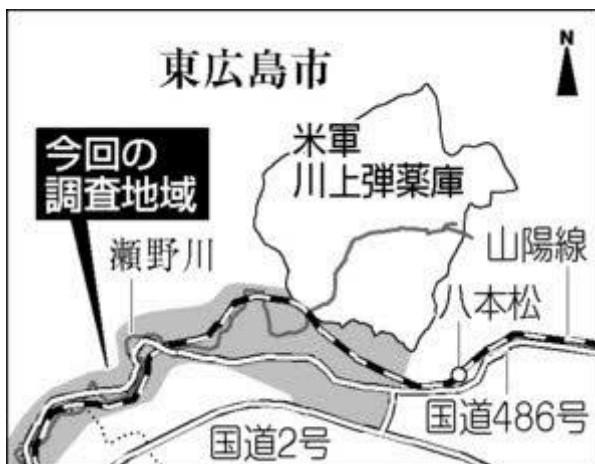 N
東広島市
米軍
川上弾薬庫
今回の
調査地域
瀬野川
山陽線
八本松
国道486号
国道2号